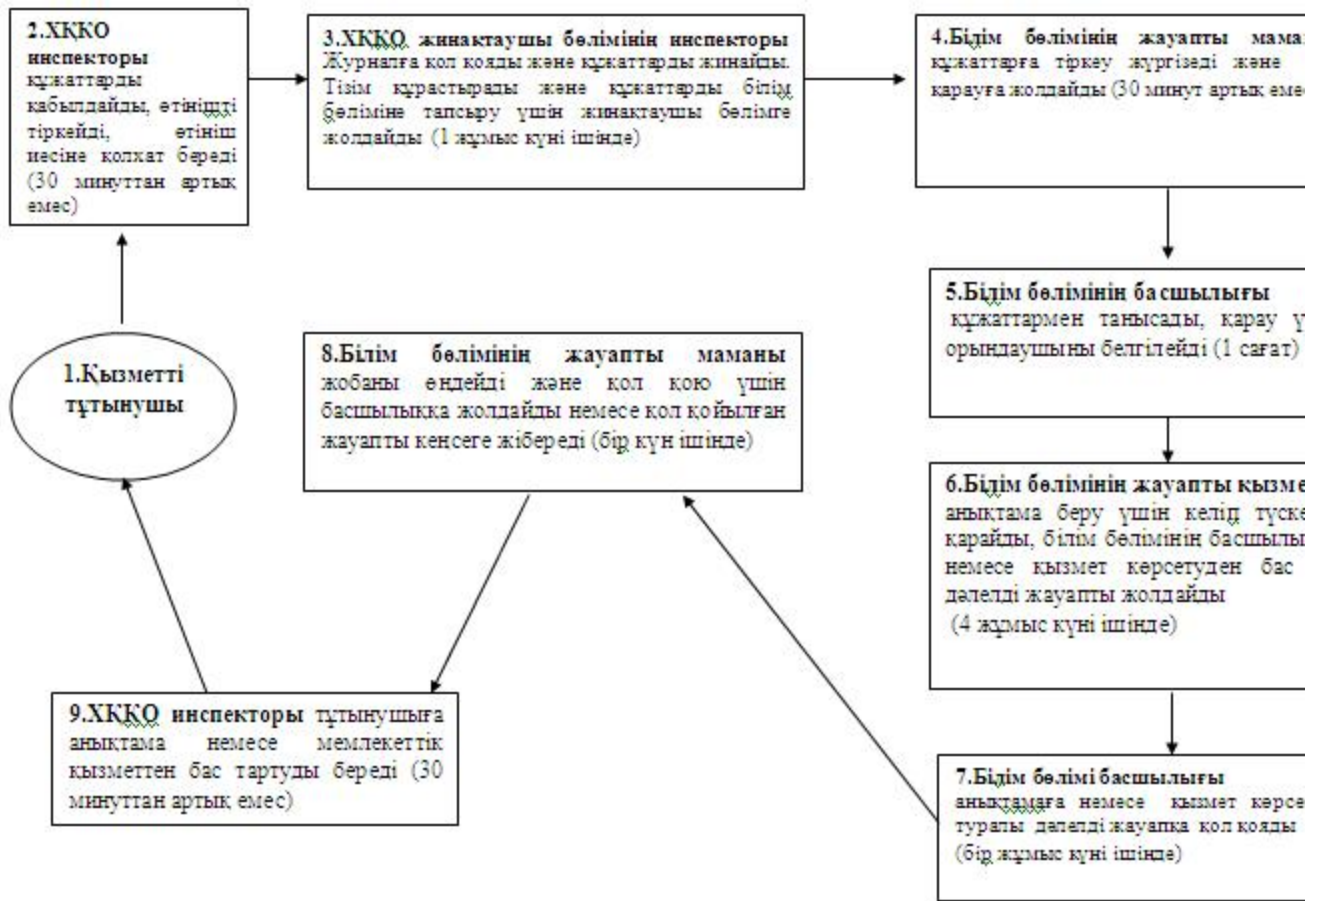 2.ХҚКО
инспекторы
құжаттарды
қабылдайды, өтінішті
тіркейді, өтініш
иесіне қолхат береді
(30 минуттан артық
емес)
3.ХҚКО жинақтаушы бөлімінің инспекторы
Журналға қол қояды және құжаттарды жинайды.
Тізім құрастырады және құжаттарды білім
бөліміне тапсыру үшін жинақтаушы бөлімге
жолдайды (1 жұмыс күні ішінде)
4.Білім бөлімінің жауапты
құжаттарға тіркеу жүргізеді және
қарауға жолдайды (30 минут артық
5.Білім бөлімінің басшылығы
құжаттармен танысады, қарау
орындаушыны белгілейді (1 сағат)
6.Білім бөлімінің жауапты
анықтама беру үшін келіп
қарайды, білім бөлімінің
немесе қызмет көрсетуден бас
дәлелді жауапты жолдайды
(4 жұмыс күні ішінде)
7.Білім бөлімі басшылығы
анықтамаға немесе қызмет
туралы дәлелді жауапқа қол қояды
(бір жұмыс күні ішінде)
8.Білім бөлімінің жауапты маманы
жобаны өңдейді және қол қою үшін
басшылыққа жолдайды немесе қол қойылған
жауапты кеңсеге жібереді (бір күн ішінде)
9.ХҚКО инспекторы тұтынушыға
анықтама немесе мемлекеттік
қызметтен бас тартуды береді (30
минуттан артық емес)
1.Қызметті
тұтынушы